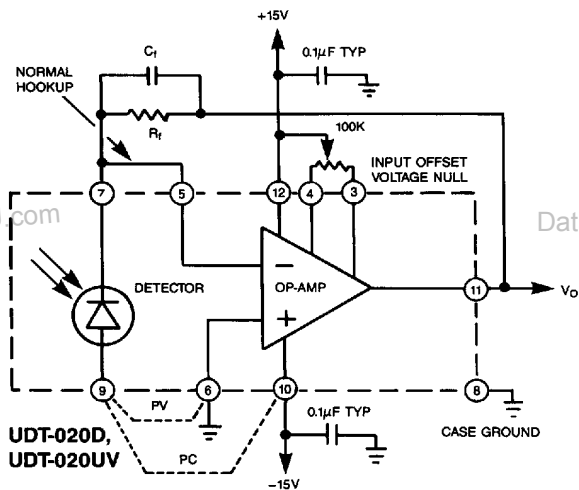 +15V
Cf
0.1µF TYP
NORMAL
HOOKUP
Rf
100K
INPUT OFFSET
VOLTAGE NULL
7
5
12
4
3
.com
Dat
DETECTOR
−
OP-AMP
+
11
VO
9
6
10
8
PV
UDT-020D,
UDT-020UV
PC
0.1µF TYP
CASE GROUND
−15V